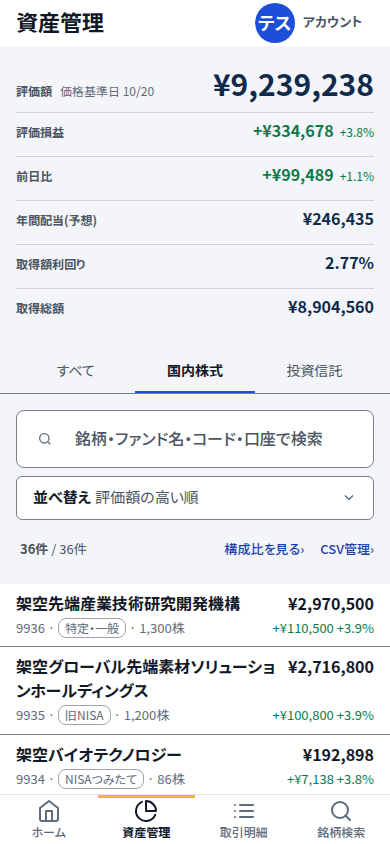 資産管理
テス アカウント
評価額 価格基準日 10/20 ¥9,239,238
評価損益 +¥334,678 +3.8%
前日比 +¥99,489 +1.1%
年間配当(予想) ¥246,435
取得額利回り 2.77%
取得総額 ¥8,904,560
すべて 国内株式 投資信託
銘柄・ファンド名・コード・口座で検索
並べ替え 評価額の高い順
36件 / 36件 構成比を見る› CSV管理›
架空先端産業技術研究開発機構 ¥2,970,500
9936 · 特定・一般 · 1,300株 +¥110,500 +3.9%
架空グローバル先端素材ソリューショ ¥2,716,800
ンホールディングス
9935 · 旧NISA · 1,200株 +¥100,800 +3.9%
架空バイオテクノロジー ¥192,898
9934 · NISAつみたて · 86株 +¥7,138 +3.8%
ホーム 資産管理 取引明細 銘柄検索